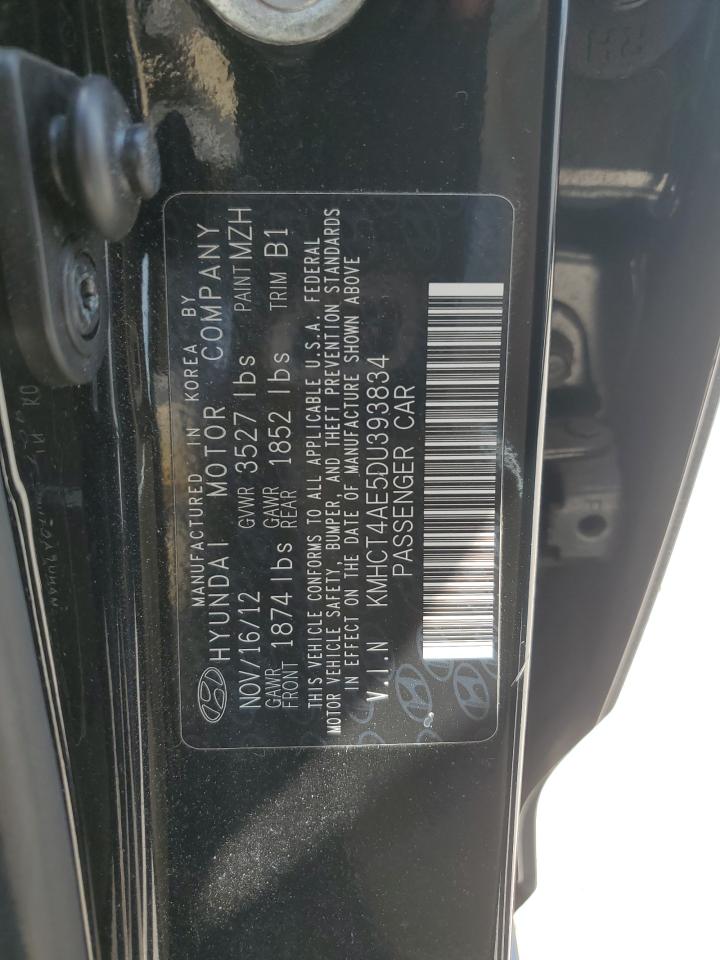 MANUFACTURED IN KOREA BY
HYUNDAI MOTOR COMPANY
NOV/16/12 GVWR 3527 lbs PAINT MZH
GAWR FRONT 1874 lbs GAWR REAR 1852 lbs TRIM B1
THIS VEHICLE CONFORMS TO ALL APPLICABLE U.S.A. FEDERAL
MOTOR VEHICLE SAFETY, BUMPER, AND THEFT PREVENTION STANDARDS
IN EFFECT ON THE DATE OF MANUFACTURE SHOWN ABOVE
V.I.N KMHCT4AE5DU393834
PASSENGER CAR